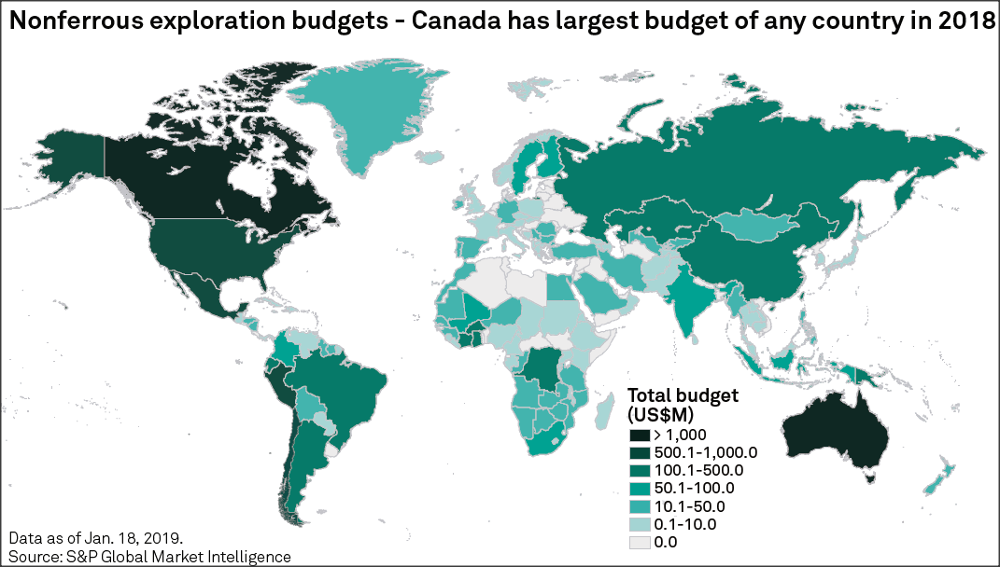 Nonferrous exploration budgets - Canada has largest budget of any country in 2018
Total budget
(US$M)
> 1,000
500.1-1,000.0
100.1-500.0
50.1-100.0
10.1-50.0
0.1-10.0
0.0
Data as of Jan. 18, 2019.
Source: S&P Global Market Intelligence